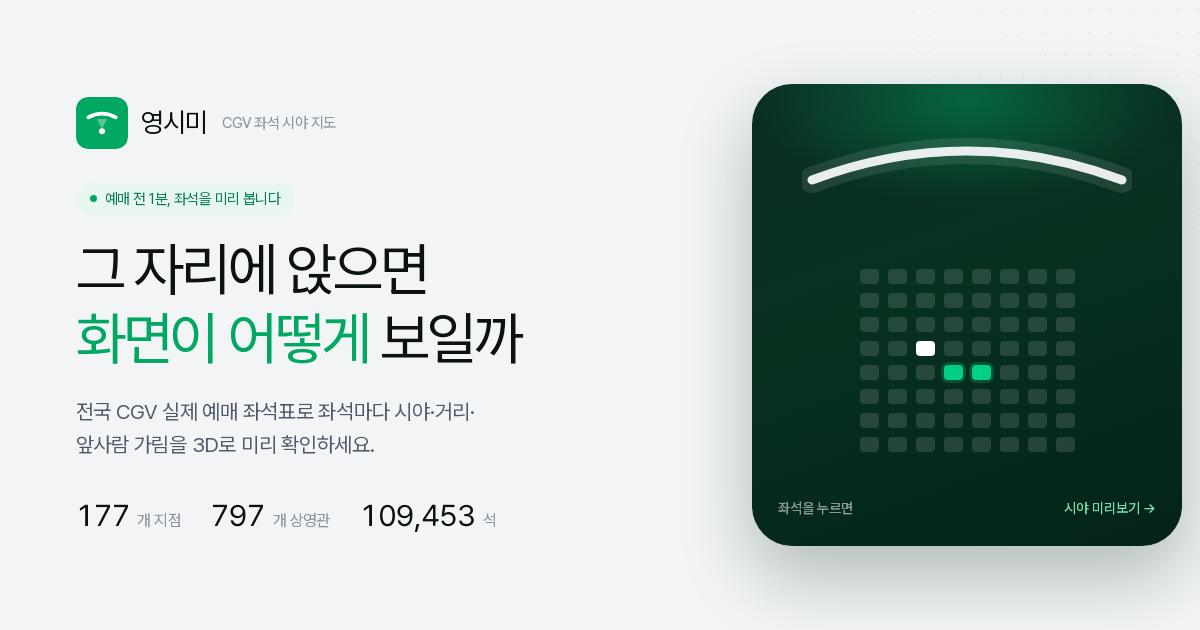 영시미 CGV 좌석 시야 지도
예매 전 1분, 좌석을 미리 봅니다
그 자리에 앉으면
화면이 어떻게 보일까
전국 CGV 실제 예매 좌석표로 좌석마다 시야·거리·
앞사람 가림을 3D로 미리 확인하세요.
177 개 지점 797 개 상영관 109,453 석
좌석을 누르면 시야 미리보기 →